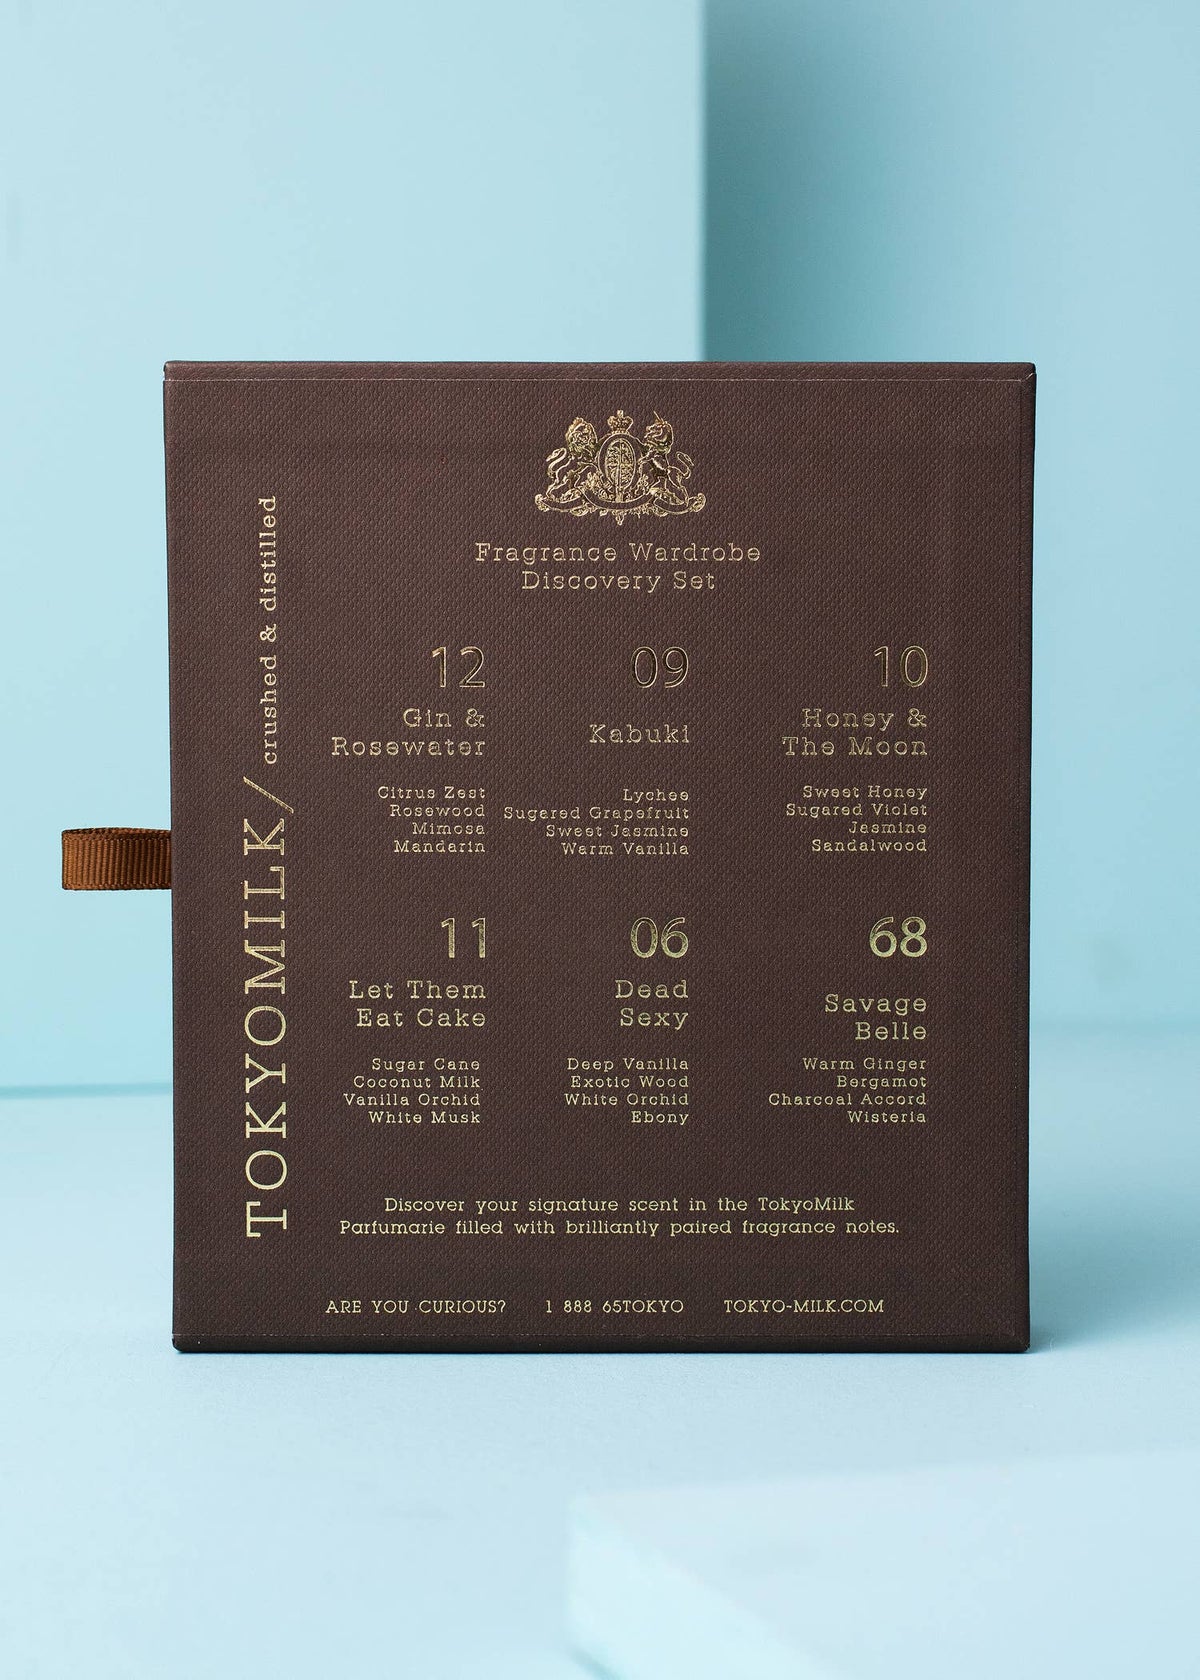 Fragrance Wardrobe
Discovery Set
12
Gin &
Rosewater
Citrus Zest
Rosewood
Mimosa
Mandarin
09
Kabuki
Lychee
Sugared Grapefruit
Sweet Jasmine
Warm Vanilla
10
Honey &
The Moon
Sweet Honey
Sugared Violet
Jasmine
Sandalwood
11
Let Them
Eat Cake
Sugar Cane
Coconut Milk
Vanilla Orchid
White Musk
06
Dead
Sexy
Deep Vanilla
Exotic Wood
White Orchid
Ebony
68
Savage
Belle
Warm Ginger
Bergamot
Charcoal Accord
Wisteria
TOKYOMILK/ crushed & distilled
Discover your signature scent in the TokyoMilk
Parfumarie filled with brilliantly paired fragrance notes.
ARE YOU CURIOUS? 1 888 65TOKYO TOKYO-MILK.COM